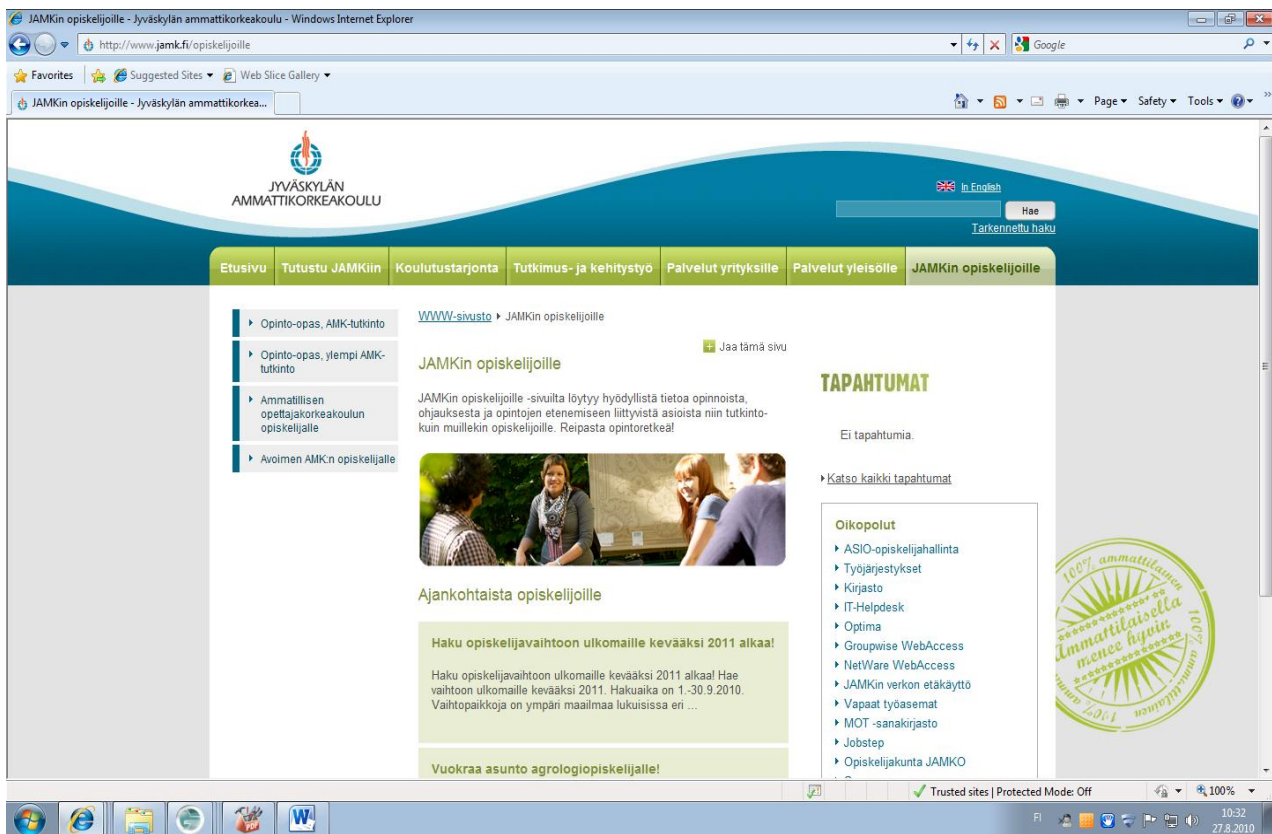 JAMKin opiskelijoille - Jyväskylän ammattikorkeakoulu - Windows Internet Explorer
http://www.jamk.fi/opiskelijoille
Google
Favorites
Suggested Sites
Web Slice Gallery
JAMKin opiskelijoille - Jyväskylän ammattikorkea...
Page
Safety
Tools
JYVÄSKYLÄN
AMMATTIKORKEAKOULU
In English
Hae
Tarkennettu haku
Etusivu
Tutustu JAMKiin
Koulutustarjonta
Tutkimus- ja kehitystyö
Palvelut yrityksille
Palvelut yleisölle
JAMKin opiskelijoille
Opinto-opas, AMK-tutkinto
Opinto-opas, ylempi AMK-
tutkinto
Ammatillisen
opettajakorkeakoulun
opiskelijalle
Avoimen AMK:n opiskelijalle
WWW-sivusto
JAMKin opiskelijoille
Jaa tämä sivu
JAMKin opiskelijoille
JAMKin opiskelijoille -sivuilta löytyy hyödyllistä tietoa opinnoista,
ohjauksesta ja opintojen etenemiseen liittyvistä asioista niin tutkinto-
kuin muillekin opiskelijoille. Reipasta opintoretkeä!
Ajankohtaista opiskelijoille
Haku opiskelijavaihtoon ulkomaille kevääksi 2011 alkaa!
Haku opiskelijavaihtoon ulkomaille kevääksi 2011 alkaa! Hae
vaihtoon ulkomaille kevääksi 2011. Hakuaika on 1.-30.9.2010.
Vaihtopaikkoja on ympäri maailmaa lukuisissa eri ...
Vuokraa asunto agrologiopiskelijalle!
TAPAHTUMAT
Ei tapahtumia.
Katso kaikki tapahtumat
Oikopolut
ASIO-opiskelijahallinta
Työjärjestykset
Kirjasto
IT-Helpdesk
Optima
Groupwise WebAccess
NetWare WebAccess
JAMKin verkon etäkäyttö
Vapaat työasemat
MOT -sanakirjasto
Jobstep
Opiskelijakunta JAMKO
100% ammattilainen
100% ammattilainen
Ammattilaisella
menee hyvin
Trusted sites | Protected Mode: Off
100%
FI
10:32
27.8.2010